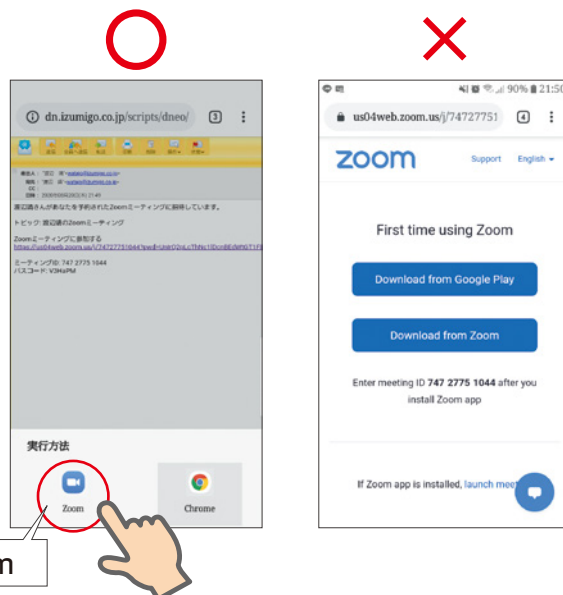 dn.izumigo.co.jp/scripts/dneo/
3
渡辺靖さんがあなたを予約されたZoomミーティングに招待しています。
トピック: 渡辺靖のZoomミーティング
Zoomミーティングに参加する
ミーティングID: 747 2775 1044
パスコード: V3HaPM
実行方法
Zoom
Chrome
m
90% 21:50
us04web.zoom.us/j/74727751
4
zoom
Support English
First time using Zoom
Download from Google Play
Download from Zoom
Enter meeting ID 747 2775 1044 after you
install Zoom app
If Zoom app is installed, launch mee